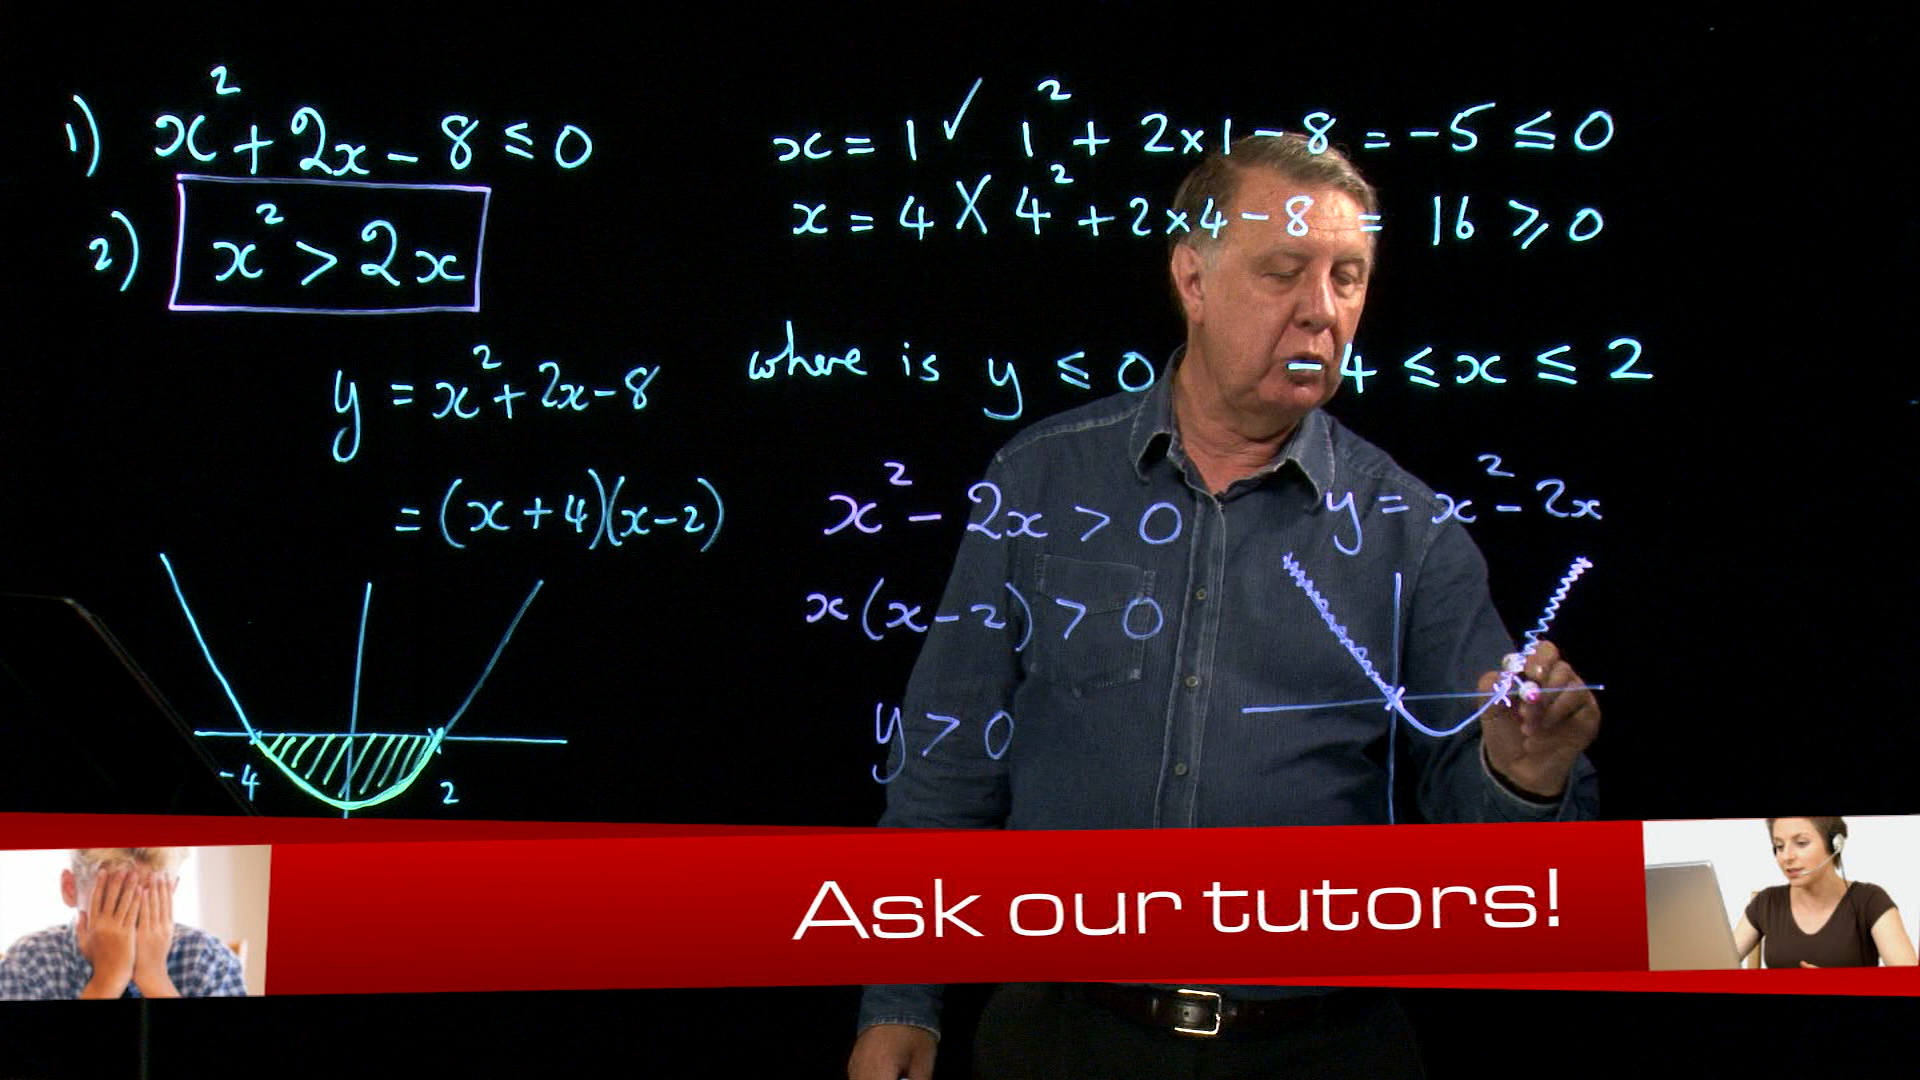 1) x² + 2x - 8 ≤ 0
2) x² > 2x
y = x² + 2x - 8
= (x + 4)(x - 2)
-4 2
x = 1 ✓ 1² + 2 × 1 - 8 = -5 ≤ 0
x = 4 X 4² + 2 × 4 - 8 = 16 ≥ 0
where is y ≤ 0 -4 ≤ x ≤ 2
x² - 2x > 0
x(x - 2) > 0
y > 0
y = x² - 2x
Ask our tutors!